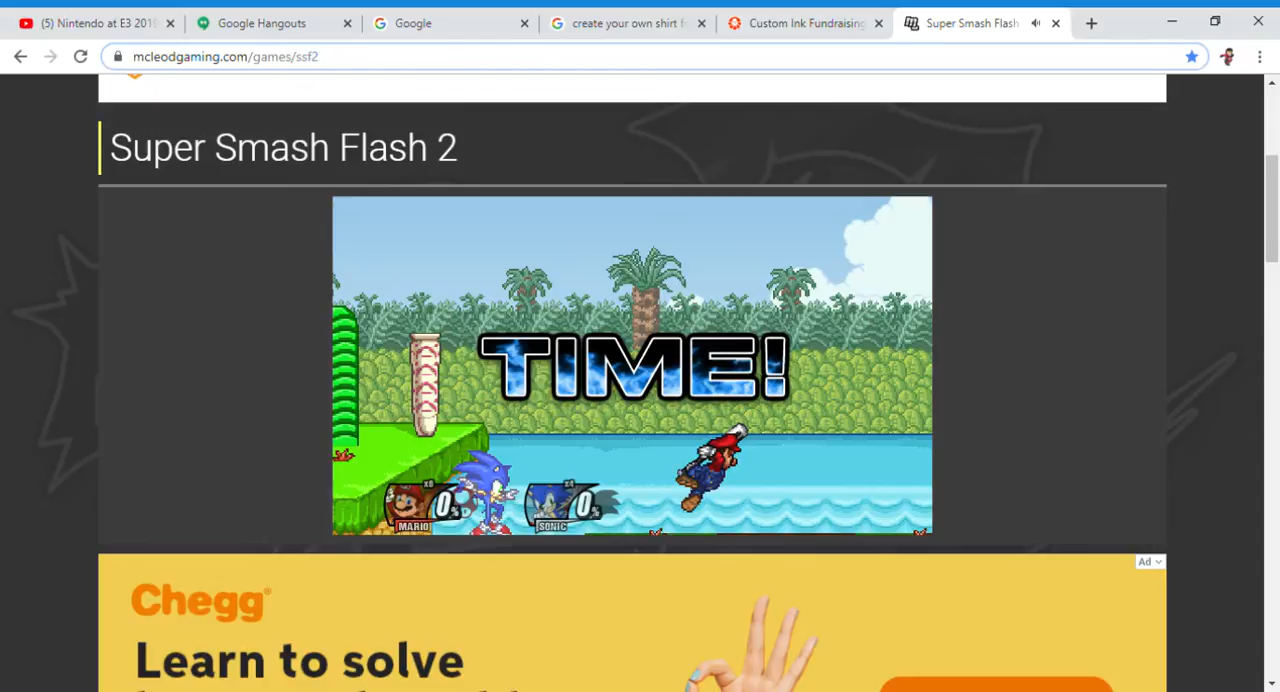 (5) Nintendo at E3 201
Google Hangouts
Google
create your own shirt f
Custom Ink Fundraising
Super Smash Flash
mcleodgaming.com/games/ssf2
Super Smash Flash 2
TIME!
0%
MARIO
x4
0%
SONIC
Ad
Chegg®
Learn to solve